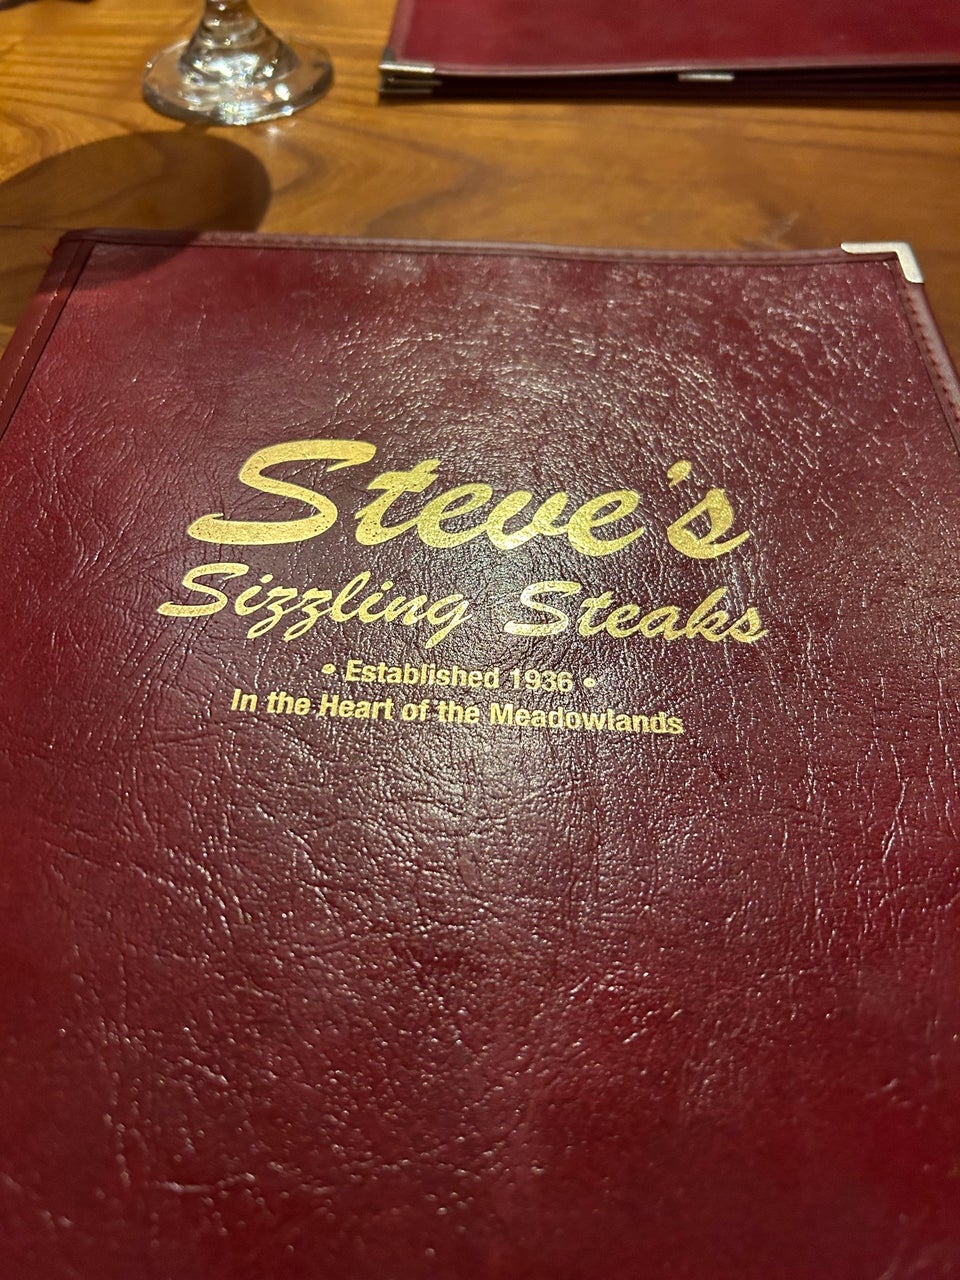 Steve's
Sizzling Steaks
• Established 1936 •
In the Heart of the Meadowlands